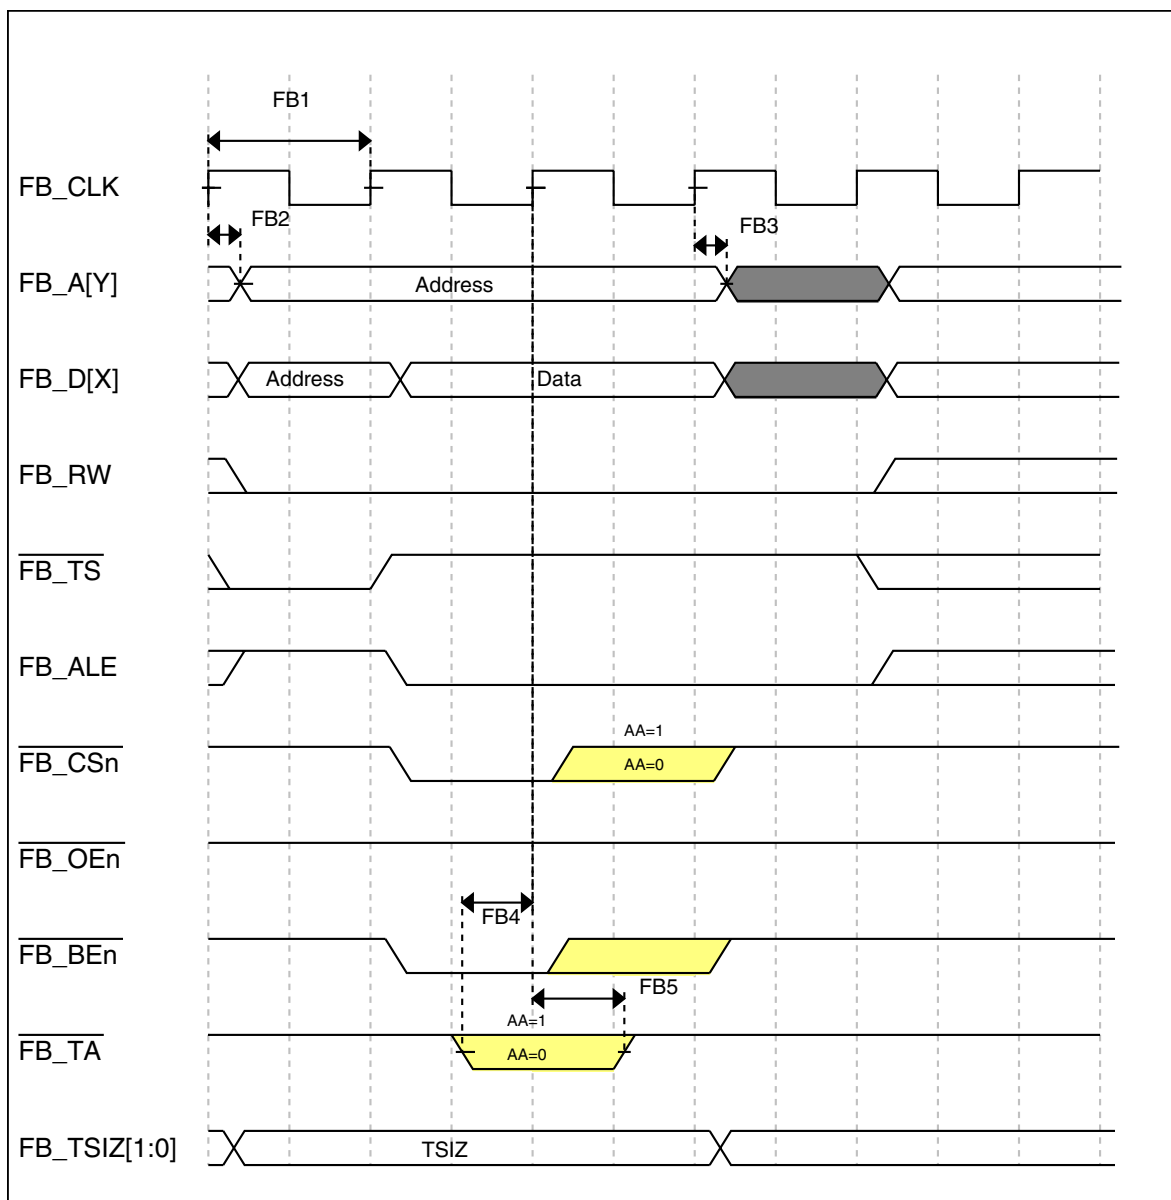 FB1
FB_CLK
FB2
FB3
FB_A[Y]
Address
FB_D[X]
Address
Data
FB_RW
FB_TS
FB_ALE
AA=1
FB_CSn
AA=0
FB_OEn
FB4
FB_BEn
FB5
AA=1
FB_TA
AA=0
FB_TSIZ[1:0]
TSIZ